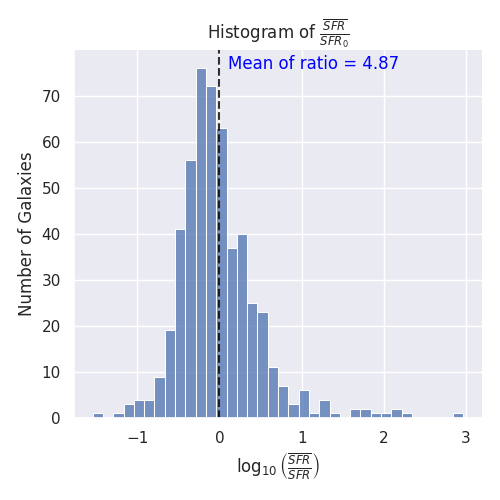 Histogram of $\frac{\overline{SFR}}{SFR_0}$
Mean of ratio = 4.87
Number of Galaxies
70
60
50
40
30
20
10
0
−1 0 1 2 3
$\log_{10}\left(\frac{\overline{SFR}}{SFR}\right)$